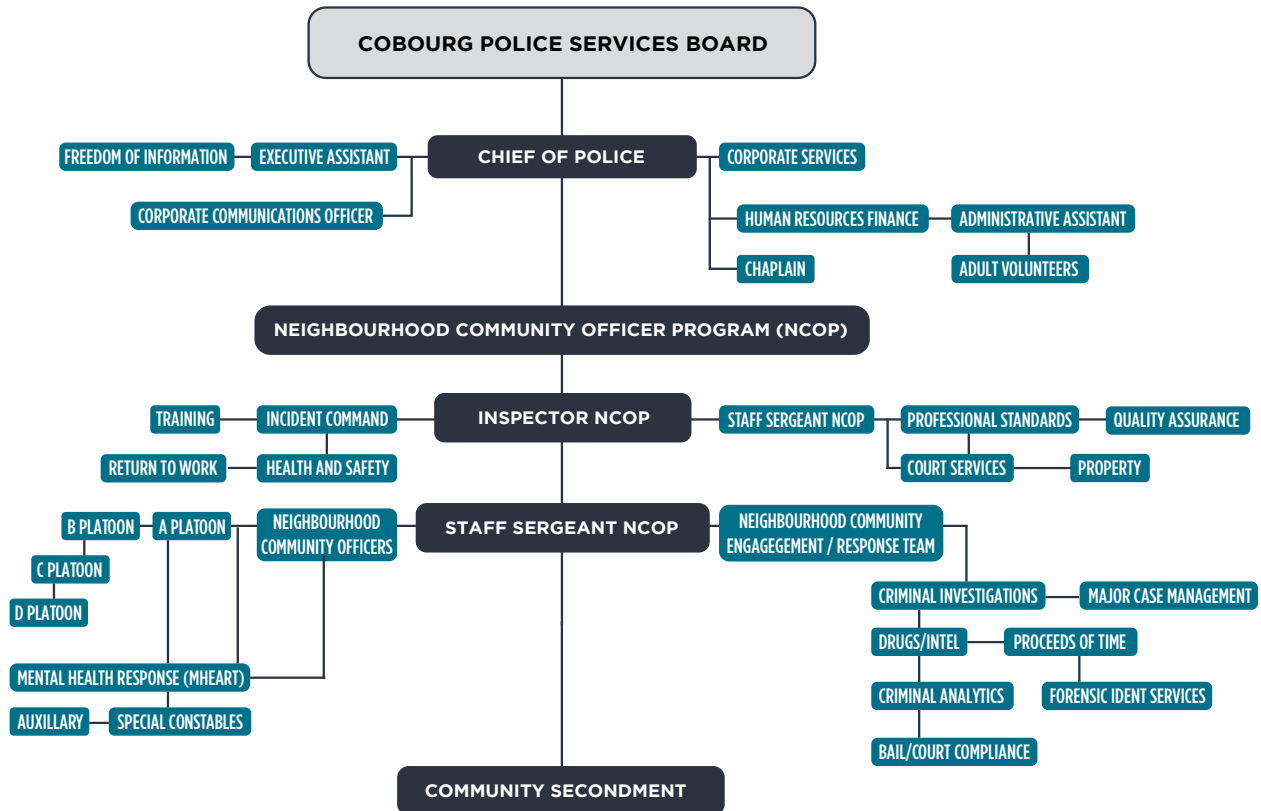 COBOURG POLICE SERVICES BOARD
FREEDOM OF INFORMATION
EXECUTIVE ASSISTANT
CHIEF OF POLICE
CORPORATE SERVICES
CORPORATE COMMUNICATIONS OFFICER
HUMAN RESOURCES FINANCE
ADMINISTRATIVE ASSISTANT
CHAPLAIN
ADULT VOLUNTEERS
NEIGHBOURHOOD COMMUNITY OFFICER PROGRAM (NCOP)
TRAINING
INCIDENT COMMAND
INSPECTOR NCOP
STAFF SERGEANT NCOP
PROFESSIONAL STANDARDS
QUALITY ASSURANCE
RETURN TO WORK
HEALTH AND SAFETY
COURT SERVICES
PROPERTY
B PLATOON
A PLATOON
NEIGHBOURHOOD
COMMUNITY OFFICERS
STAFF SERGEANT NCOP
NEIGHBOURHOOD COMMUNITY
ENGAGEGEMENT / RESPONSE TEAM
C PLATOON
D PLATOON
CRIMINAL INVESTIGATIONS
MAJOR CASE MANAGEMENT
DRUGS/INTEL
PROCEEDS OF TIME
MENTAL HEALTH RESPONSE (MHEART)
CRIMINAL ANALYTICS
FORENSIC IDENT SERVICES
AUXILLARY
SPECIAL CONSTABLES
BAIL/COURT COMPLIANCE
COMMUNITY SECONDMENT